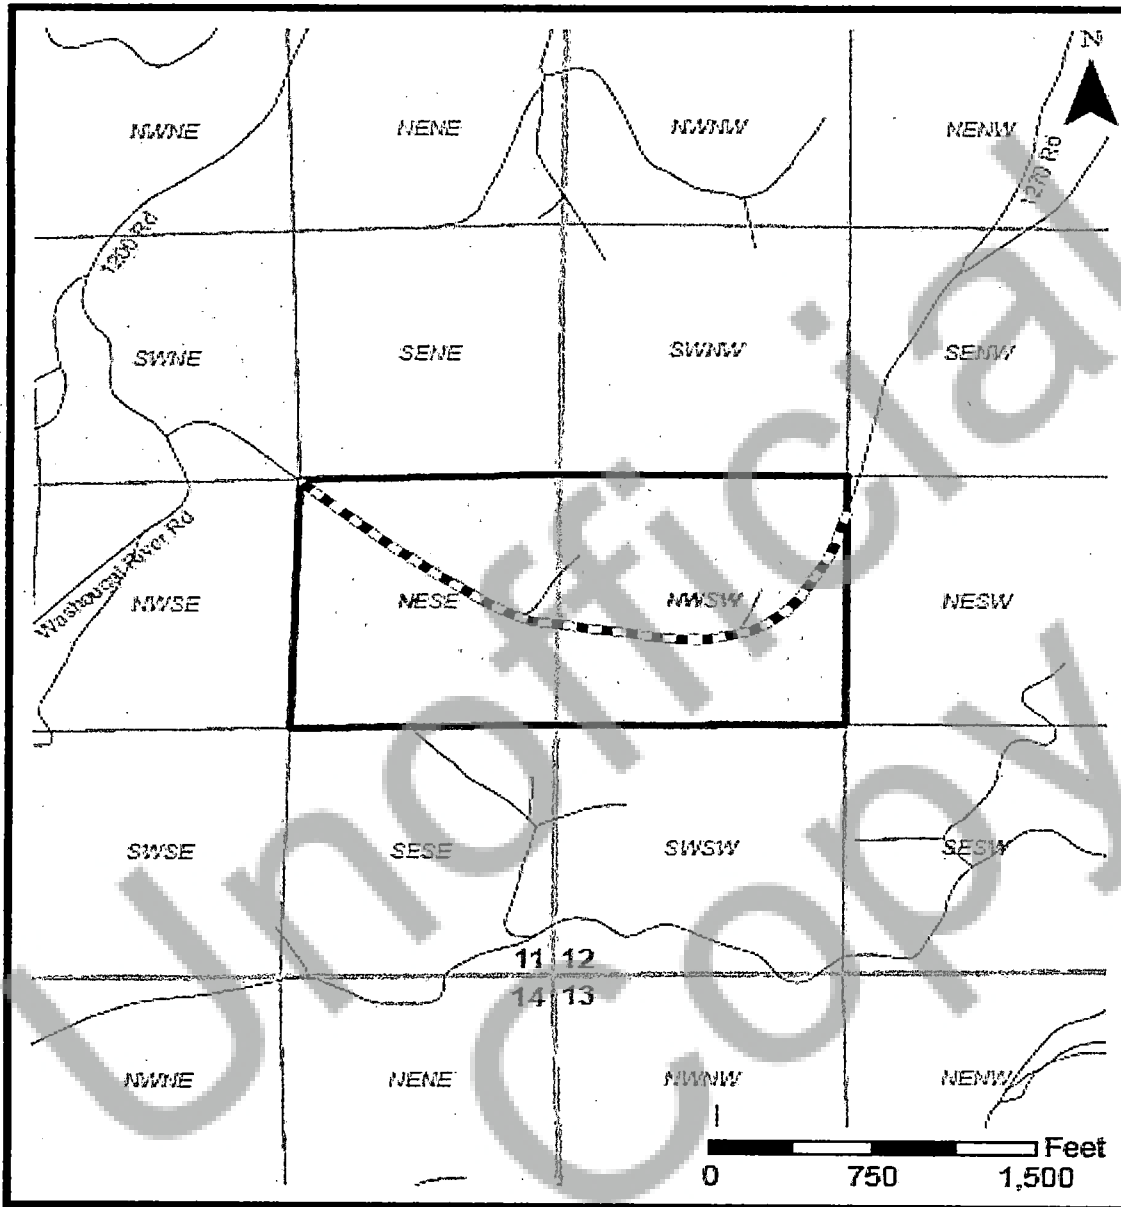 N
NWNE NENE NWNW NENW
1270 Rd
1200 Rd
SWNE SENE SWNW SENW
Washougal River Rd
NWSE NESE NWSW NESW
SWSE SESE SWSW SESW
11 12
14 13
NWNE NENE NWNW NENW
Feet
0 750 1,500
Unofficial
Copy